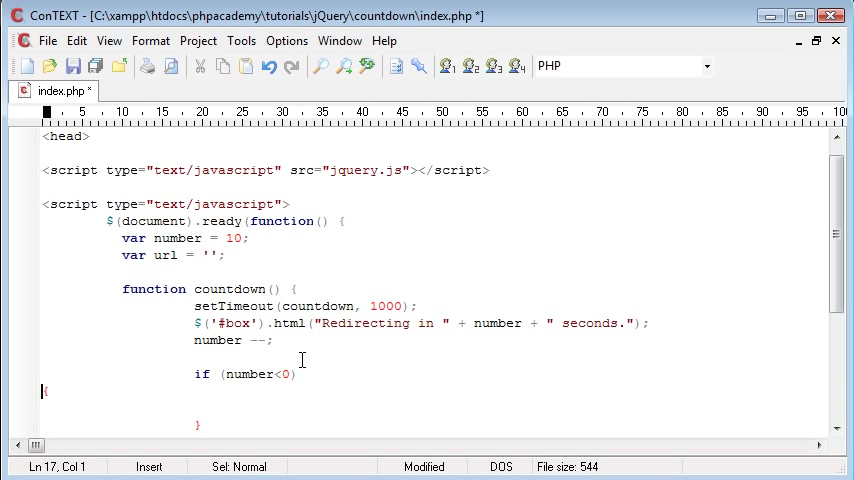 ConTEXT - [C:\xampp\htdocs\phpacademy\tutorials\jQuery\countdown\index.php *]
File Edit View Format Project Tools Options Window Help
1 2 3 4 PHP
index.php *
5 10 15 20 25 30 35 40 45 50 55 60 65 70 75 80 85 90 95 100
<head>
<script type="text/javascript" src="jquery.js"></script>
<script type="text/javascript">
$(document).ready(function() {
var number = 10;
var url = '';
function countdown() {
setTimeout(countdown, 1000);
$('#box').html("Redirecting in " + number + " seconds.");
number --;
if (number<0)
{
}
Ln 17, Col 1 Insert Sel: Normal Modified DOS File size: 544